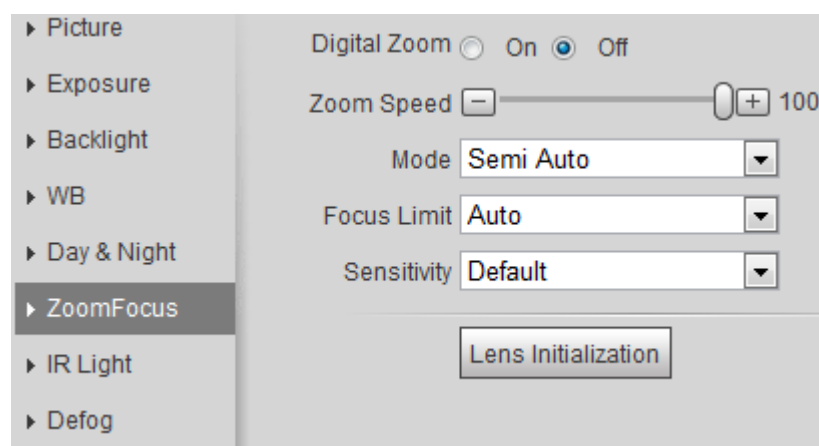 Picture
Exposure
Backlight
WB
Day & Night
ZoomFocus
IR Light
Defog
Digital Zoom On Off
Zoom Speed - + 100
Mode Semi Auto
Focus Limit Auto
Sensitivity Default
Lens Initialization